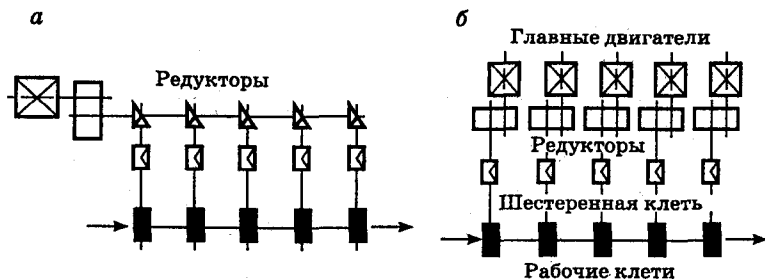 а
Редукторы
б
Главные двигатели
Редукторы
Шестеренная клеть
Рабочие клети